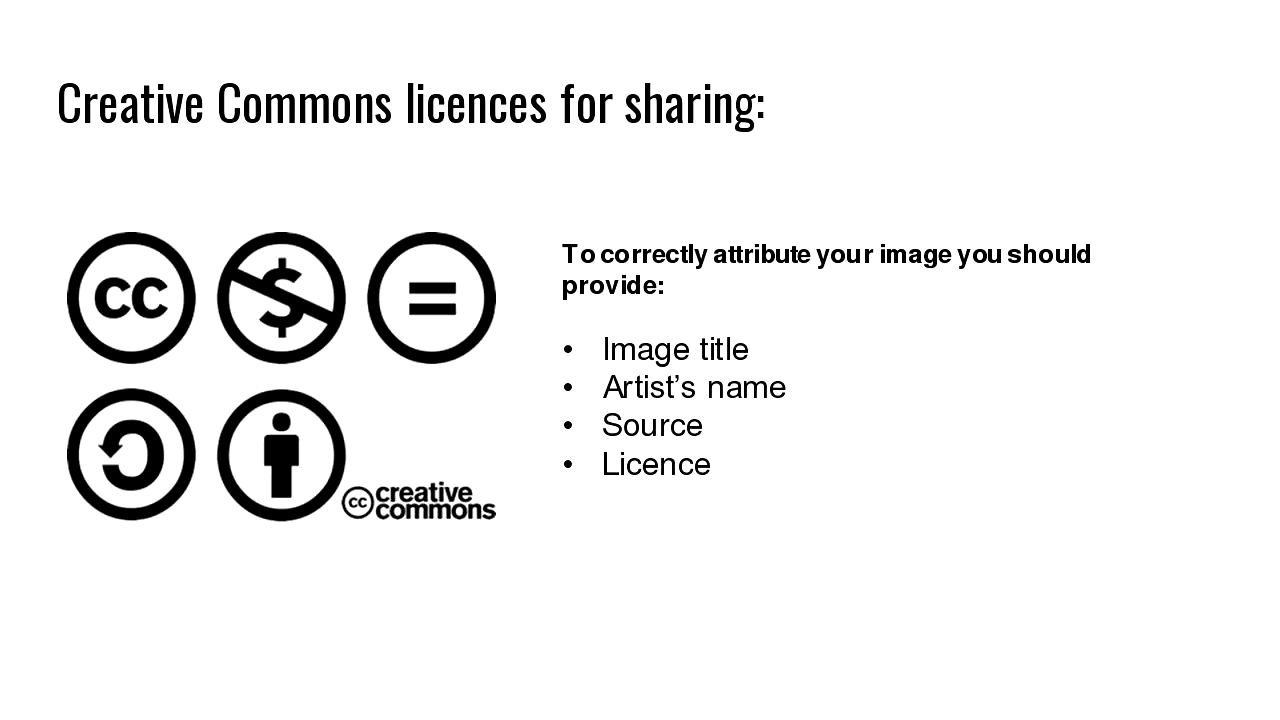 Creative Commons licences for sharing:
cc $ =
To correctly attribute your image you should
provide:
• Image title
• Artist’s name
• Source
• Licence
cc creative
commons